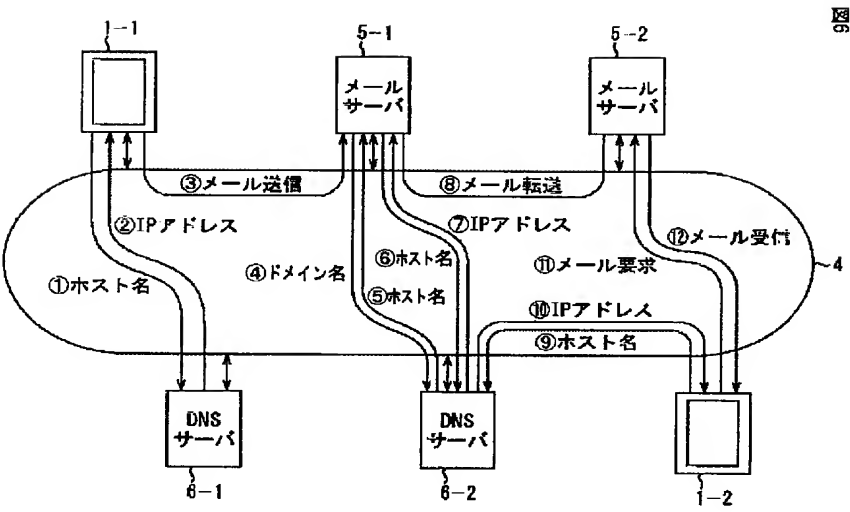 図6
1-1
5-1
5-2
メール
サーバ
メール
サーバ
③メール送信
⑧メール転送
②IPアドレス
⑦IPアドレス
⑫メール受信
⑥ホスト名
④ドメイン名
⑪メール要求
4
①ホスト名
⑤ホスト名
⑩IPアドレス
⑨ホスト名
DNS
サーバ
DNS
サーバ
6-1
6-2
1-2